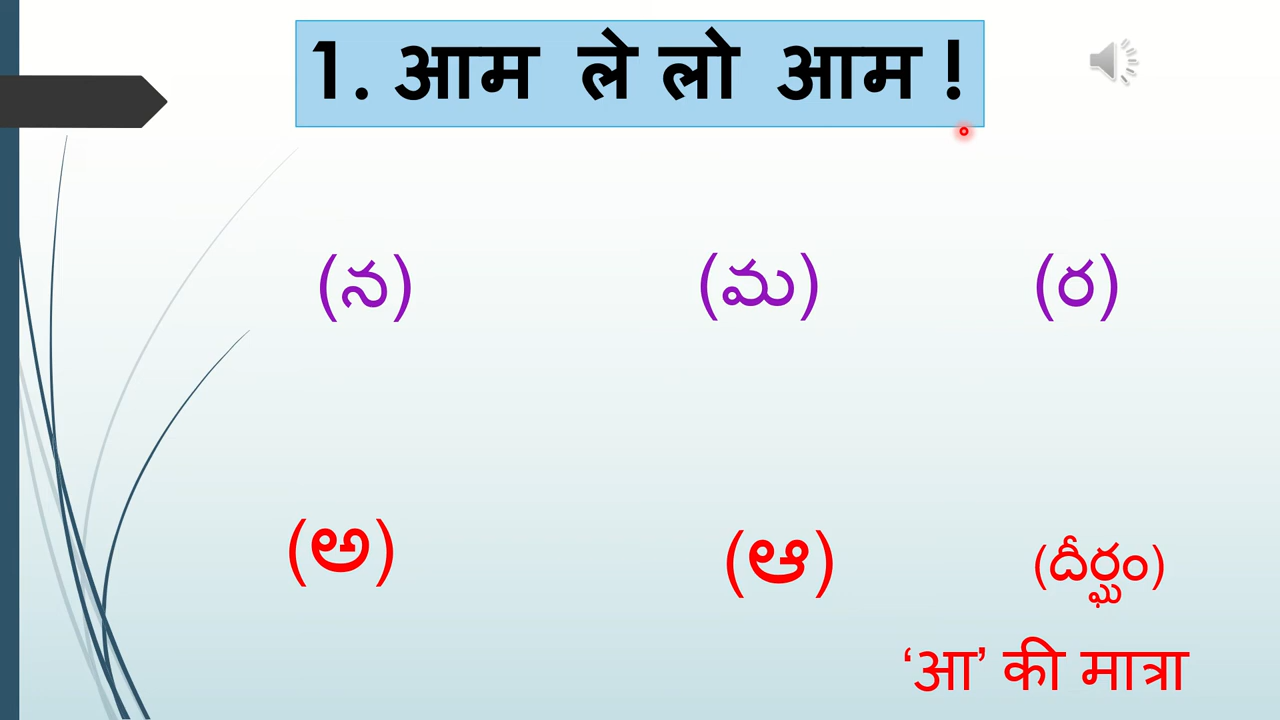 1. आम ले लो आम !
(న) (మ) (ర)
(అ) (ఆ) (దీర్ఘం)
‘आ’ की मात्रा